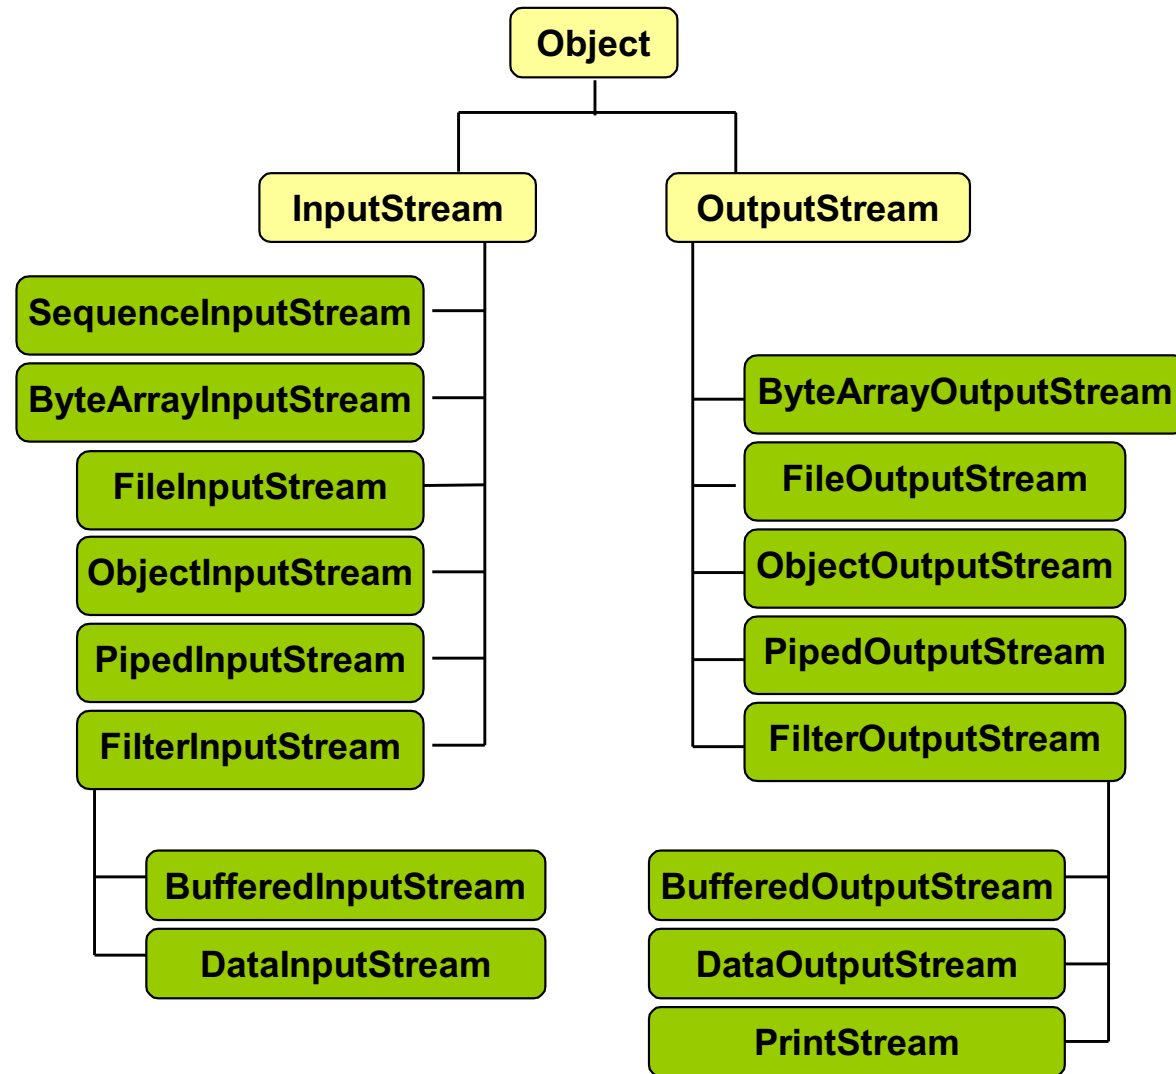 Object
InputStream
OutputStream
SequenceInputStream
ByteArrayInputStream
FileInputStream
ObjectInputStream
PipedInputStream
FilterInputStream
BufferedInputStream
DataInputStream
ByteArrayOutputStream
FileOutputStream
ObjectOutputStream
PipedOutputStream
FilterOutputStream
BufferedOutputStream
DataOutputStream
PrintStream